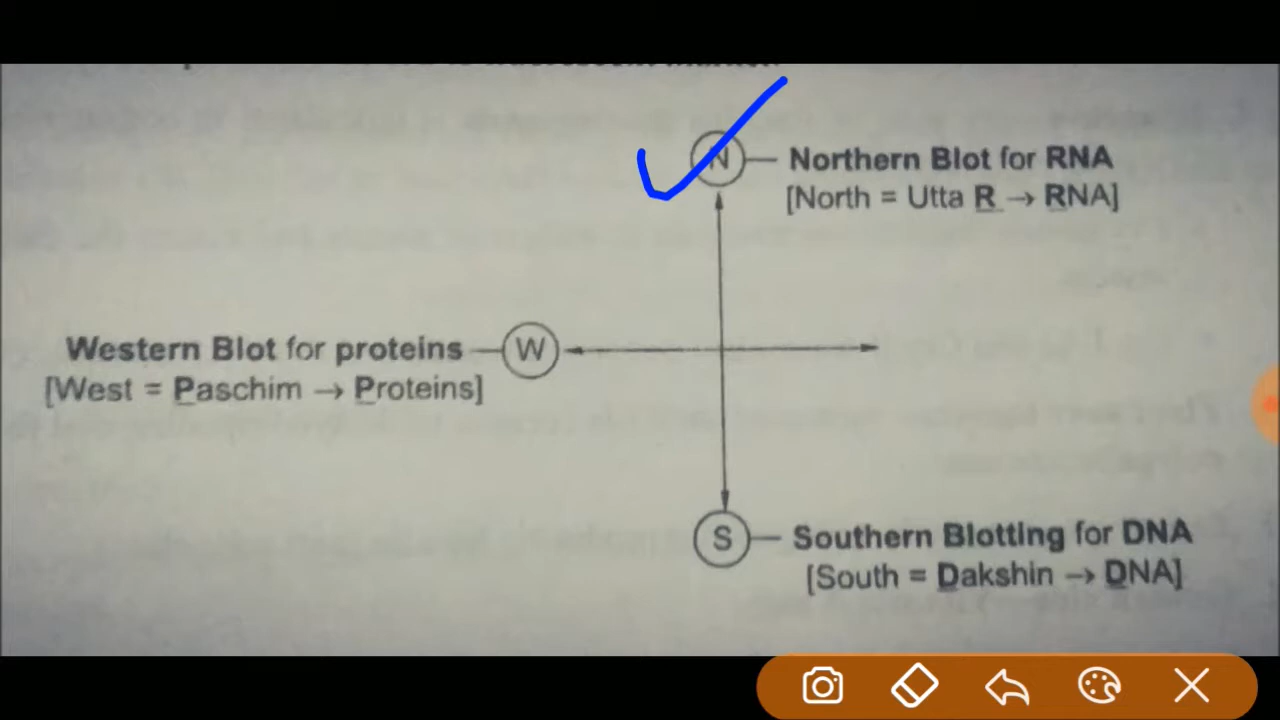 N
Northern Blot for RNA
[North = Utta R → RNA]
Western Blot for proteins
W
[West = Paschim → Proteins]
S
Southern Blotting for DNA
[South = Dakshin → DNA]